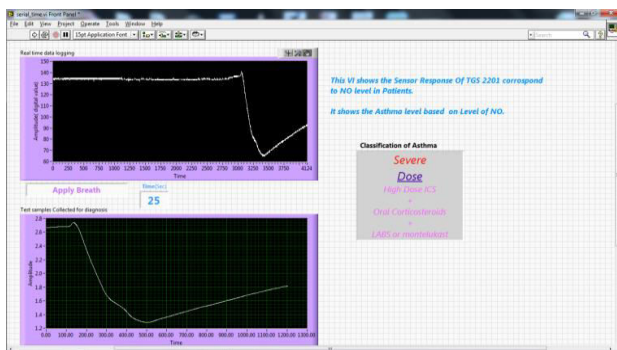 serial_time.vi Front Panel *
File Edit View Project Operate Tools Window Help
15pt Application Font
Search
Real time data logging
Amplitude( digital value)
150
140
130
120
110
100
90
80
70
60
0 250 500 750 1000 1250 1500 1750 2000 2250 2500 2750 3000 3250 3500 3750 4124
Time
This VI shows the Sensor Response Of TGS 2201 corrospond
to NO level in Patients.
It shows the Asthma level based on Level of NO.
Classification of Asthma
Severe
Dose
High Dose ICS
+
Oral Corticosteroids
+
LABS or montelukast
Apply Breath
Time(Sec)
25
Test samples Collected for diagnosis
Amplitude
2.8
2.6
2.4
2.2
2
1.8
1.6
1.4
1.2
0.00 100.00 200.00 300.00 400.00 500.00 600.00 700.00 800.00 900.00 1000.00 1100.00 1200.00 1300.00
Time